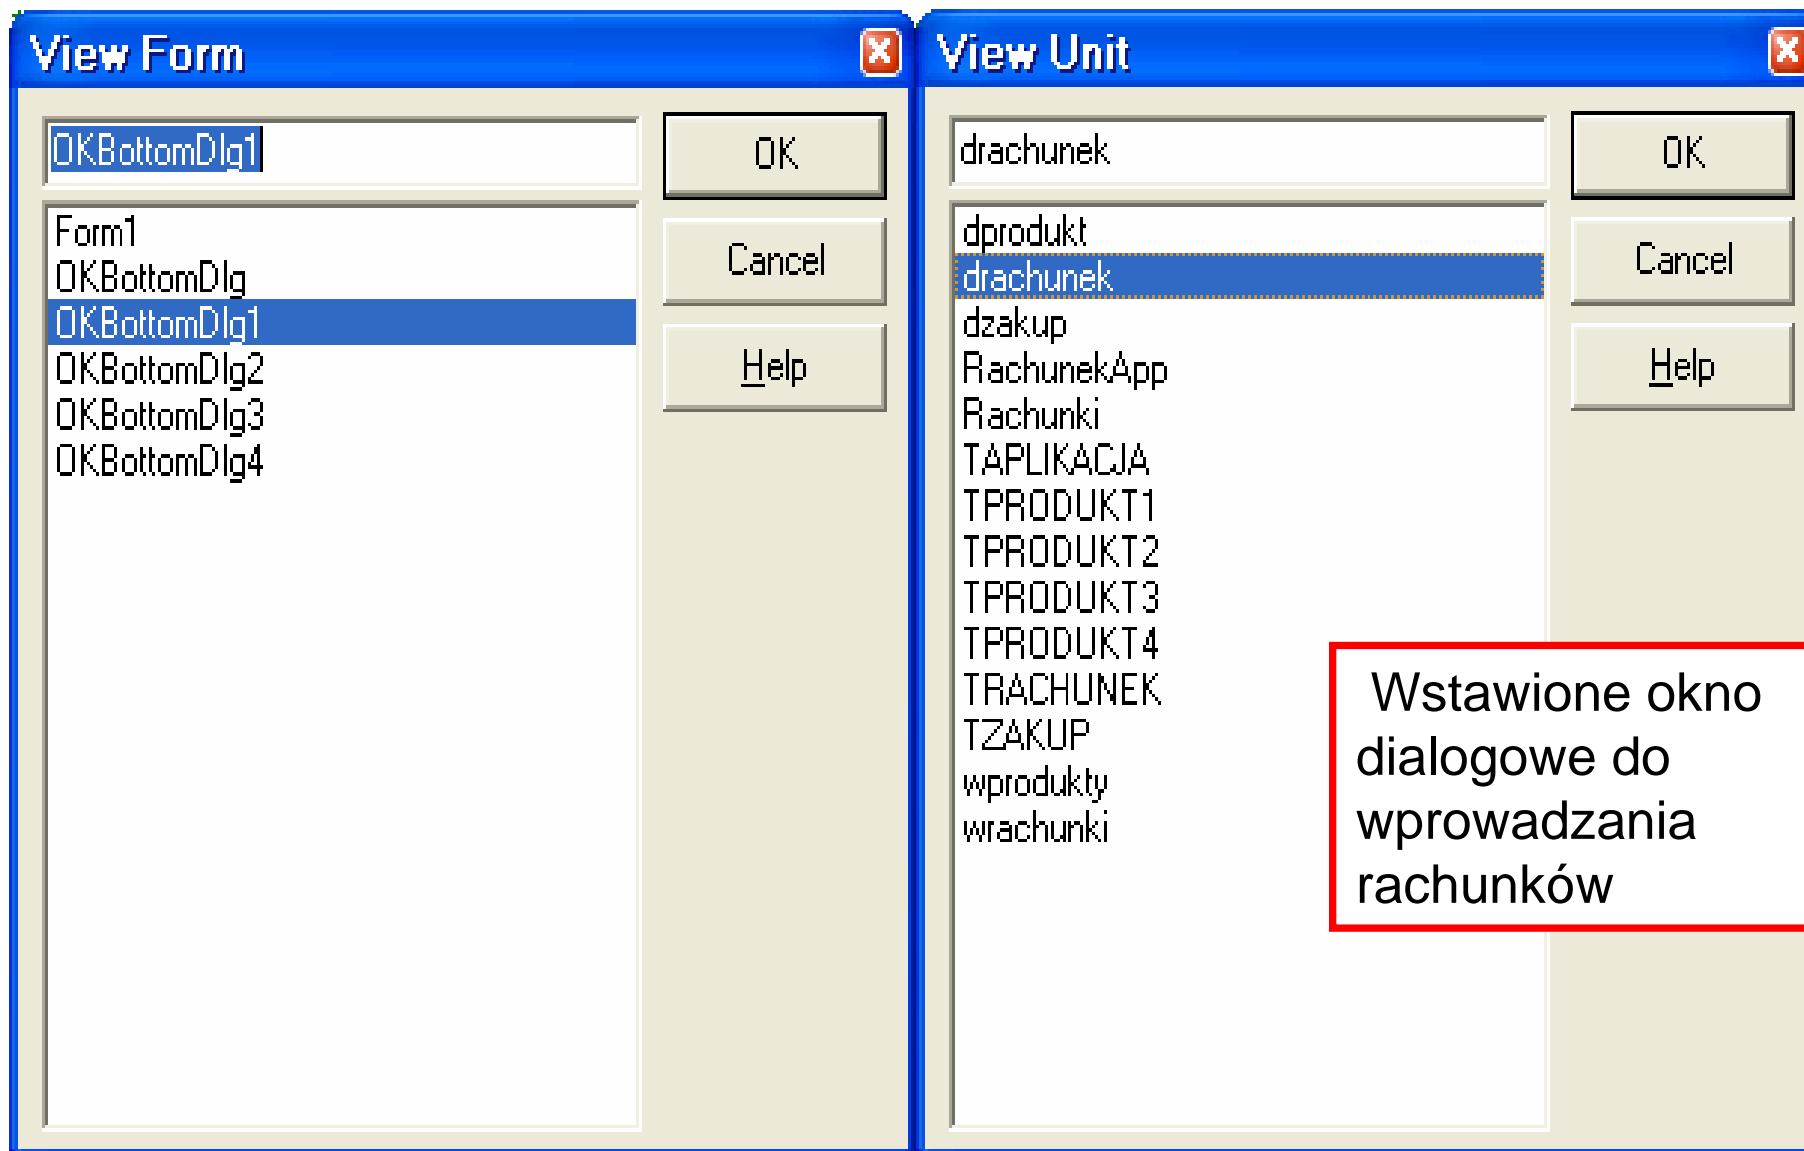 View Form
OKBottomDlg1
OK
Form1
OKBottomDlg
OKBottomDlg1
OKBottomDlg2
OKBottomDlg3
OKBottomDlg4
Cancel
Help
View Unit
drachunek
OK
dprodukt
drachunek
dzakup
RachunekApp
Rachunki
TAPLIKACJA
TPRODUKT1
TPRODUKT2
TPRODUKT3
TPRODUKT4
TRACHUNEK
TZAKUP
wprodukty
wrachunki
Cancel
Help
Wstawione okno
dialogowe do
wprowadzania
rachunków